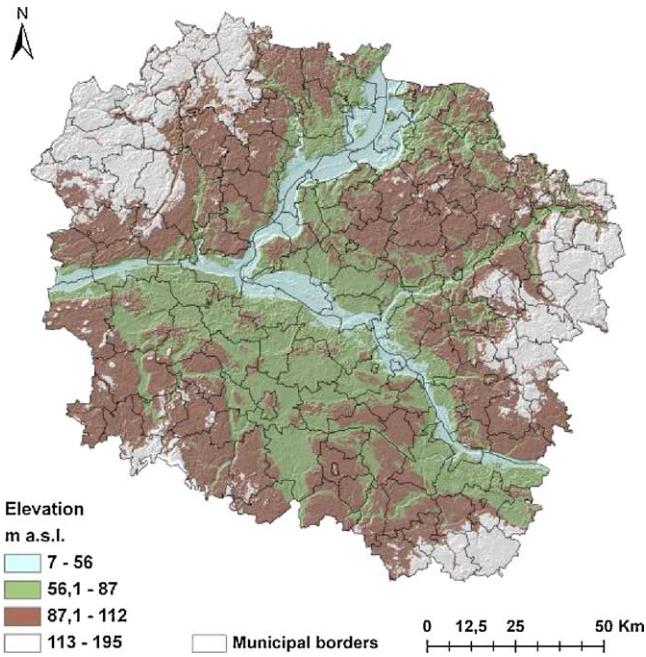 N
Elevation
m a.s.l.
7 - 56
56,1 - 87
87,1 - 112
113 - 195
Municipal borders
0 12,5 25 50 Km